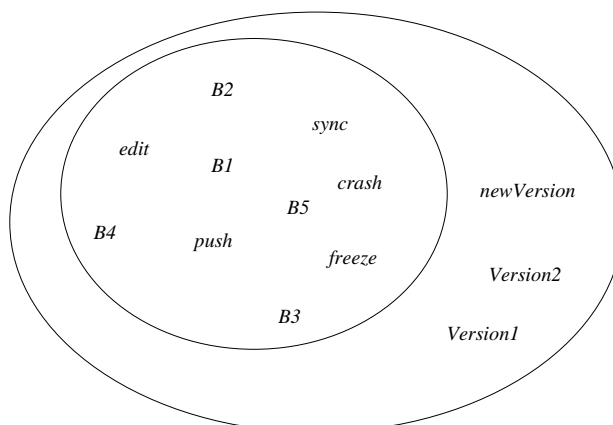 B2
sync
edit
B1
crash
newVersion
B5
B4
push
freeze
Version2
B3
Version1